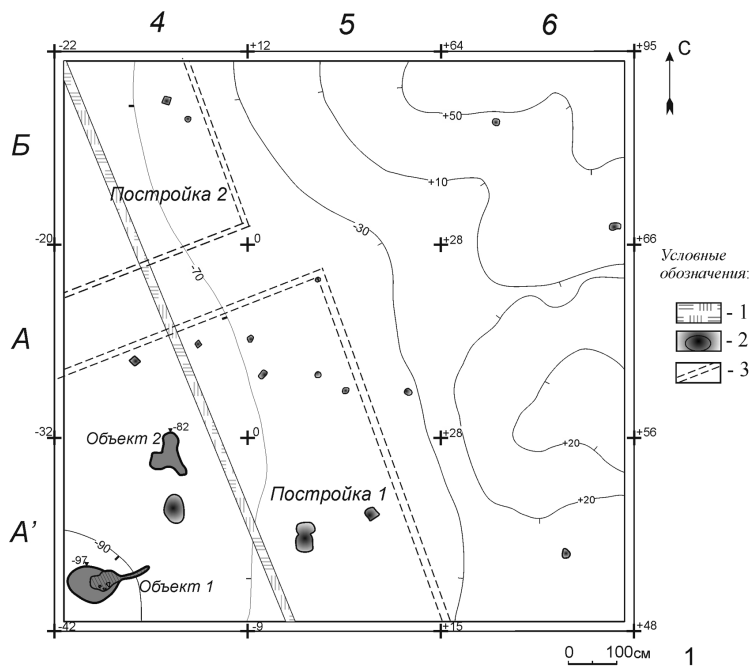 4 5 6
-22 +12 +64 +95
С
Б
+50
Постройка 2
+10
-30
-20 0 +28 +66
-70
Условные
обозначения:
- 1
- 2
- 3
А
-32 -82 0 +28 +56
Объект 2
+20
Постройка 1
+20
А'
-90
-97
Объект 1
-42 -9 +15 +48
0 100см
1